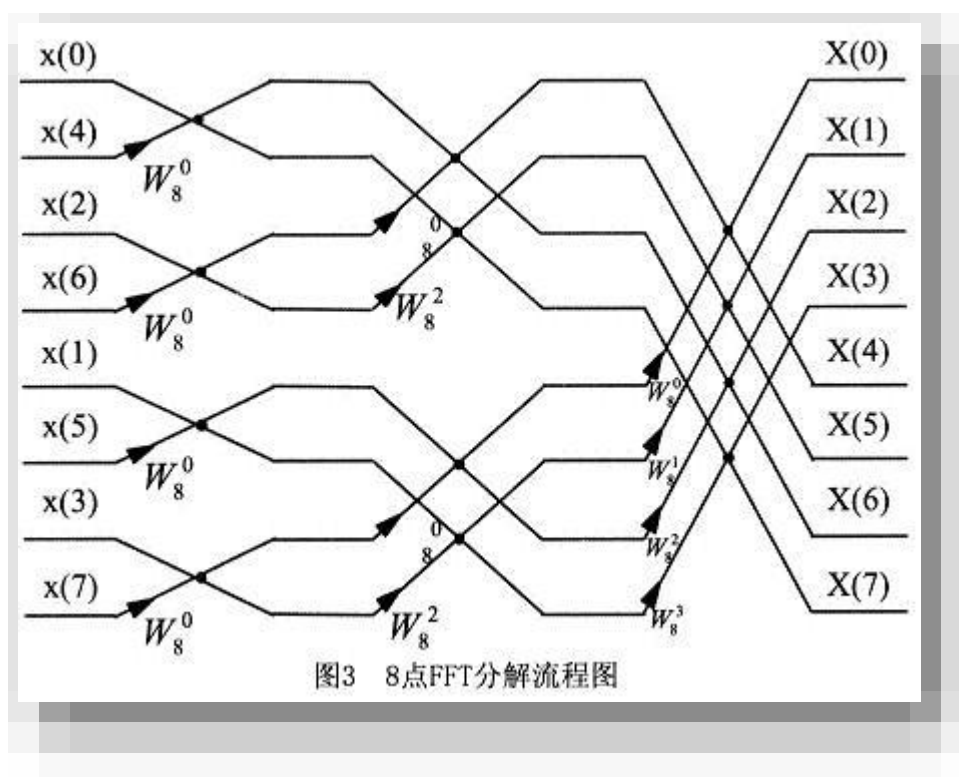 x(0) X(0)
x(4) X(1)
W₈⁰
x(2) X(2)
0
8
x(6) X(3)
W₈⁰ W₈²
x(1) X(4)
W₈⁰
x(5) X(5)
W₈⁰ W₈¹
x(3) X(6)
0
8 W₈²
x(7) X(7)
W₈⁰ W₈² W₈³
图3 8点FFT分解流程图